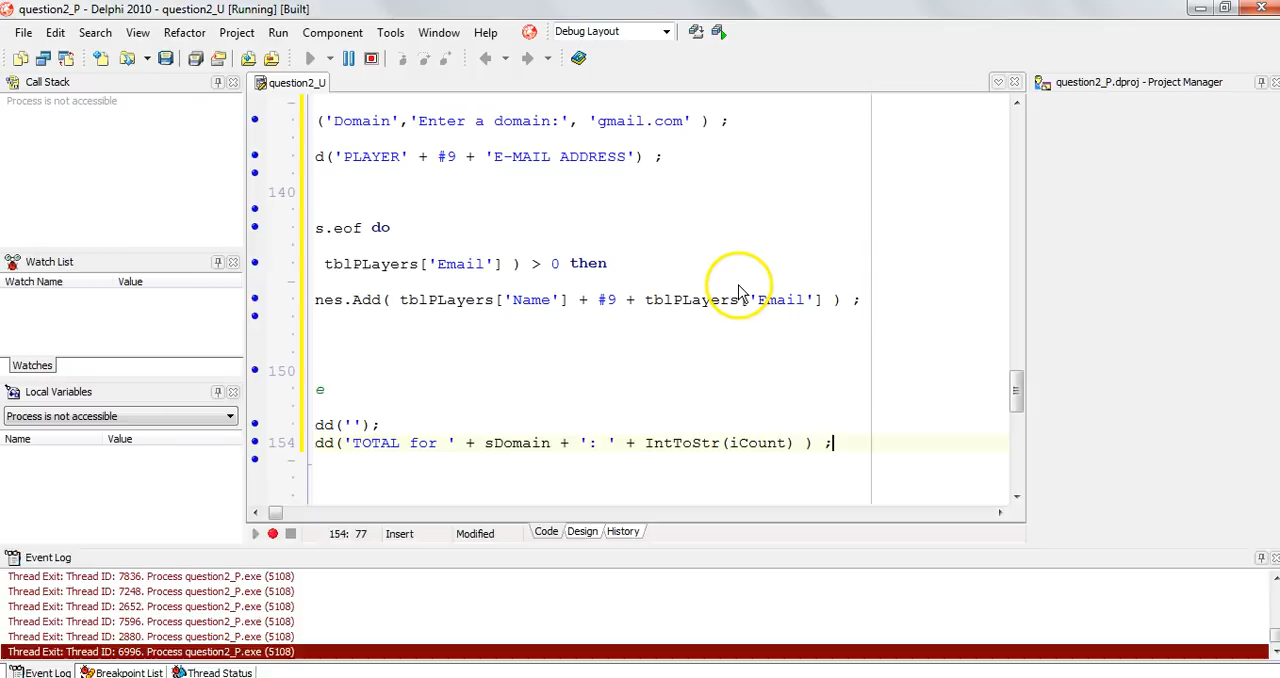 question2_P - Delphi 2010 - question2_U [Running] [Built]
File Edit Search View Refactor Project Run Component Tools Window Help Debug Layout
Call Stack
question2_U
question2_P.dproj - Project Manager
Process is not accessible
('Domain','Enter a domain:', 'gmail.com' ) ;
d('PLAYER' + #9 + 'E-MAIL ADDRESS') ;
140
s.eof do
Watch List
tblPLayers['Email'] ) > 0 then
Watch Name Value
nes.Add( tblPLayers['Name'] + #9 + tblPLayers['Email'] ) ;
Watches
150
Local Variables
e
Process is not accessible
dd('');
Name Value
154 dd('TOTAL for ' + sDomain + ': ' + IntToStr(iCount) ) ;
154: 77 Insert Modified Code Design History
Event Log
Thread Exit: Thread ID: 7836. Process question2_P.exe (5108)
Thread Exit: Thread ID: 7248. Process question2_P.exe (5108)
Thread Exit: Thread ID: 2652. Process question2_P.exe (5108)
Thread Exit: Thread ID: 7596. Process question2_P.exe (5108)
Thread Exit: Thread ID: 2880. Process question2_P.exe (5108)
Thread Exit: Thread ID: 6996. Process question2_P.exe (5108)
Event Log Breakpoint List Thread Status